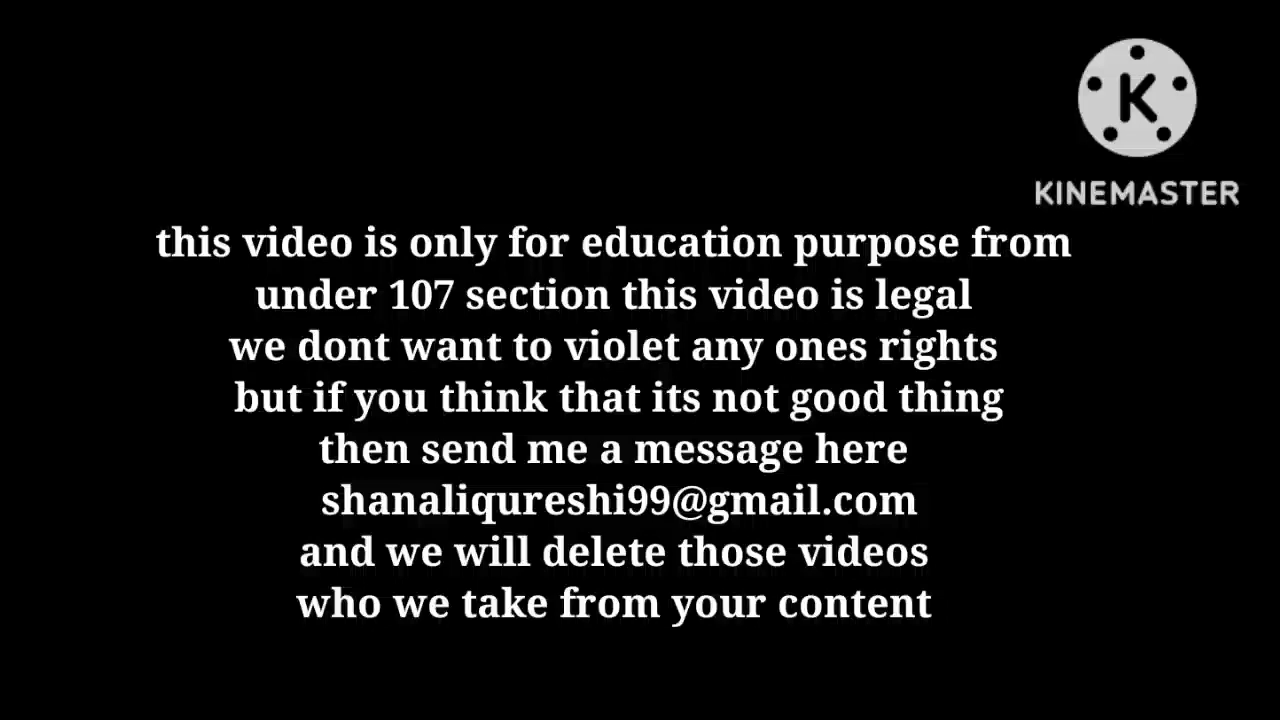 K
KINEMASTER
this video is only for education purpose from
under 107 section this video is legal
we dont want to violet any ones rights
but if you think that its not good thing
then send me a message here
shanaliqureshi99@gmail.com
and we will delete those videos
who we take from your content